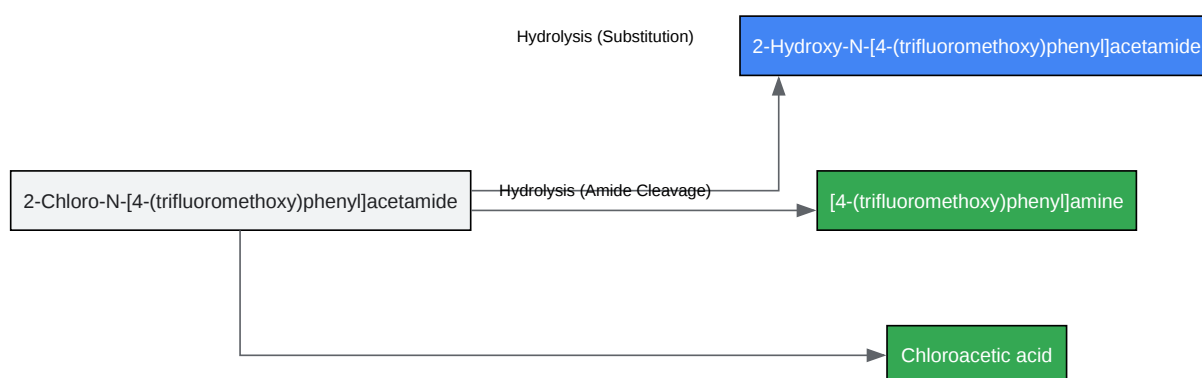 Hydrolysis (Substitution)
2-Hydroxy-N-[4-(trifluoromethoxy)phenyl]acetamide
2-Chloro-N-[4-(trifluoromethoxy)phenyl]acetamide
Hydrolysis (Amide Cleavage)
[4-(trifluoromethoxy)phenyl]amine
Chloroacetic acid